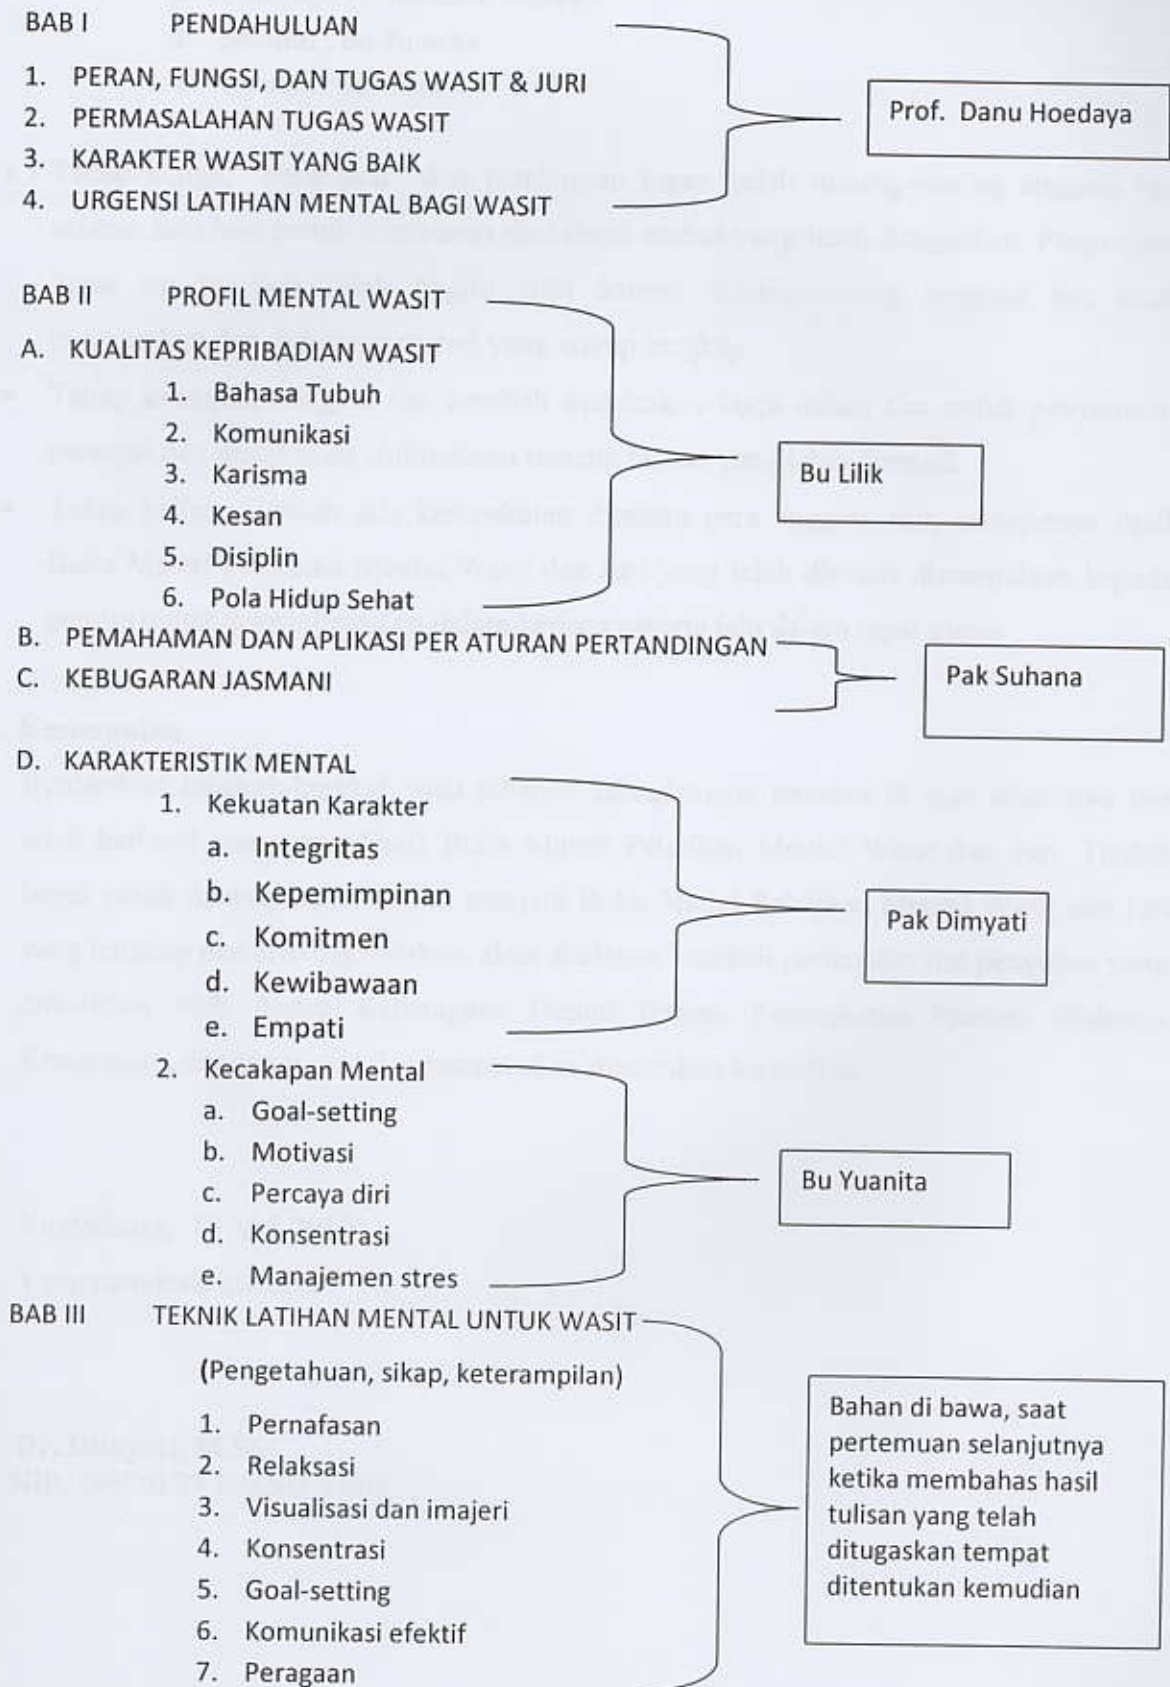 BAB I PENDAHULUAN
1. PERAN, FUNGSI, DAN TUGAS WASIT & JURI
2. PERMASALAHAN TUGAS WASIT
3. KARAKTER WASIT YANG BAIK
4. URGENSI LATIHAN MENTAL BAGI WASIT
Prof. Danu Hoedaya
BAB II PROFIL MENTAL WASIT
A. KUALITAS KEPRIBADIAN WASIT
1. Bahasa Tubuh
2. Komunikasi
3. Karisma
4. Kesan
5. Disiplin
6. Pola Hidup Sehat
Bu Lilik
B. PEMAHAMAN DAN APLIKASI PER ATURAN PERTANDINGAN
C. KEBUGARAN JASMANI
Pak Suhana
D. KARAKTERISTIK MENTAL
1. Kekuatan Karakter
a. Integritas
b. Kepemimpinan
c. Komitmen
d. Kewibawaan
e. Empati
Pak Dimyati
2. Kecakapan Mental
a. Goal-setting
b. Motivasi
c. Percaya diri
d. Konsentrasi
e. Manajemen stres
Bu Yuanita
BAB III TEKNIK LATIHAN MENTAL UNTUK WASIT
(Pengetahuan, sikap, keterampilan)
1. Pernafasan
2. Relaksasi
3. Visualisasi dan imajeri
4. Konsentrasi
5. Goal-setting
6. Komunikasi efektif
7. Peragaan
Bahan di bawa, saat
pertemuan selanjutnya
ketika membahas hasil
tulisan yang telah
ditugaskan tempat
ditentukan kemudian